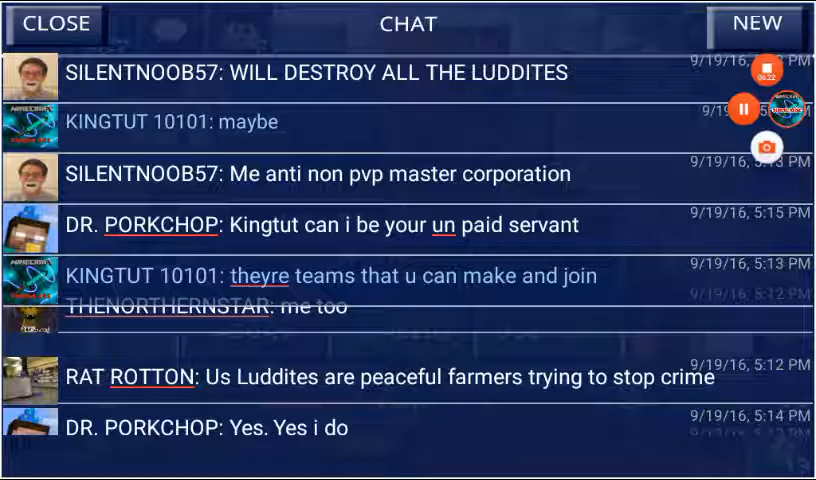 CLOSE
CHAT
NEW
SILENTNOOB57: WILL DESTROY ALL THE LUDDITES
9/19/16,
KINGTUT 10101: maybe
9/19
SILENTNOOB57: Me anti non pvp master corporation
9/19/16, 5:13 PM
DR. PORKCHOP: Kingtut can i be your un paid servant
9/19/16, 5:15 PM
KINGTUT 10101: theyre teams that u can make and join
9/19/16, 5:13 PM
THENORTHERNSTAR: me too
9/19/16, 5:12 PM
RAT ROTTON: Us Luddites are peaceful farmers trying to stop crime
9/19/16, 5:12 PM
DR. PORKCHOP: Yes. Yes i do
9/19/16, 5:14 PM